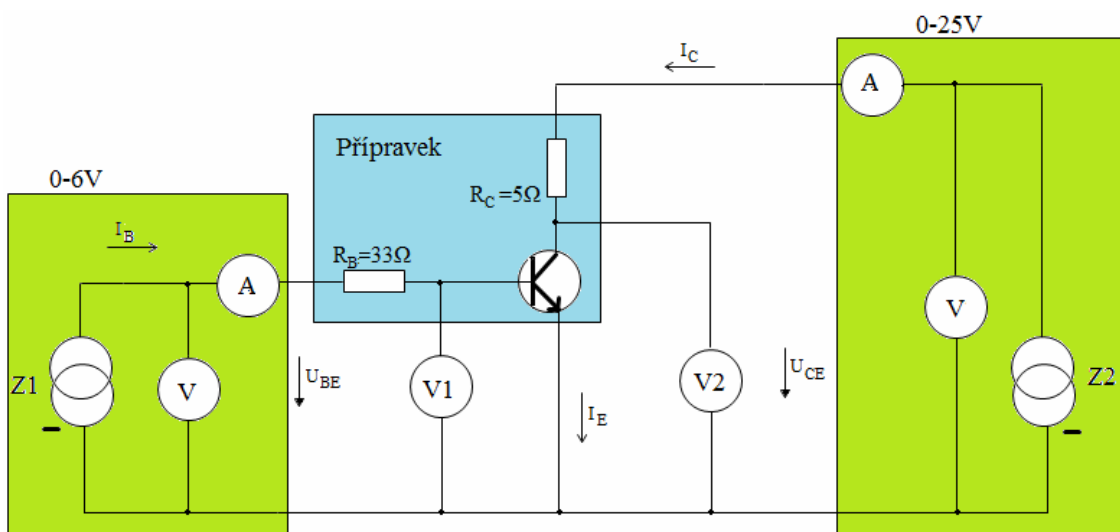 0-25V
I_C
A
Přípravek
0-6V
R_C =5Ω
I_B
R_B=33Ω
A
V
Z1
V
U_BE
V1
V2
U_CE
Z2
I_E